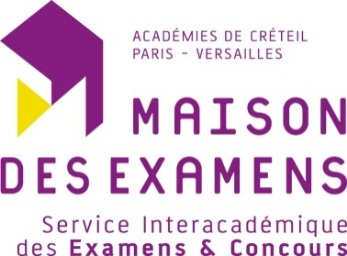 ACADÉMIES DE CRÉTEIL
PARIS - VERSAILLES
MAISON
DES EXAMENS
Service Interacadémique
des Examens & Concours